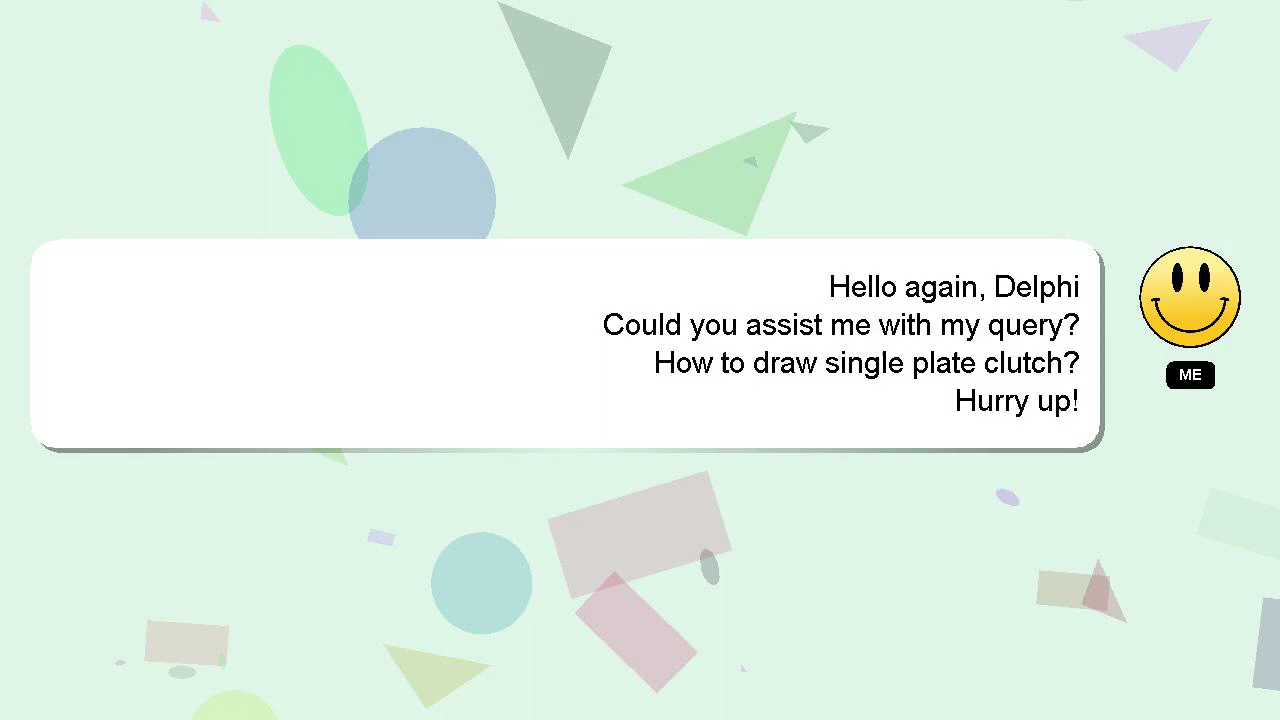 Hello again, Delphi
Could you assist me with my query?
How to draw single plate clutch?
Hurry up!
ME